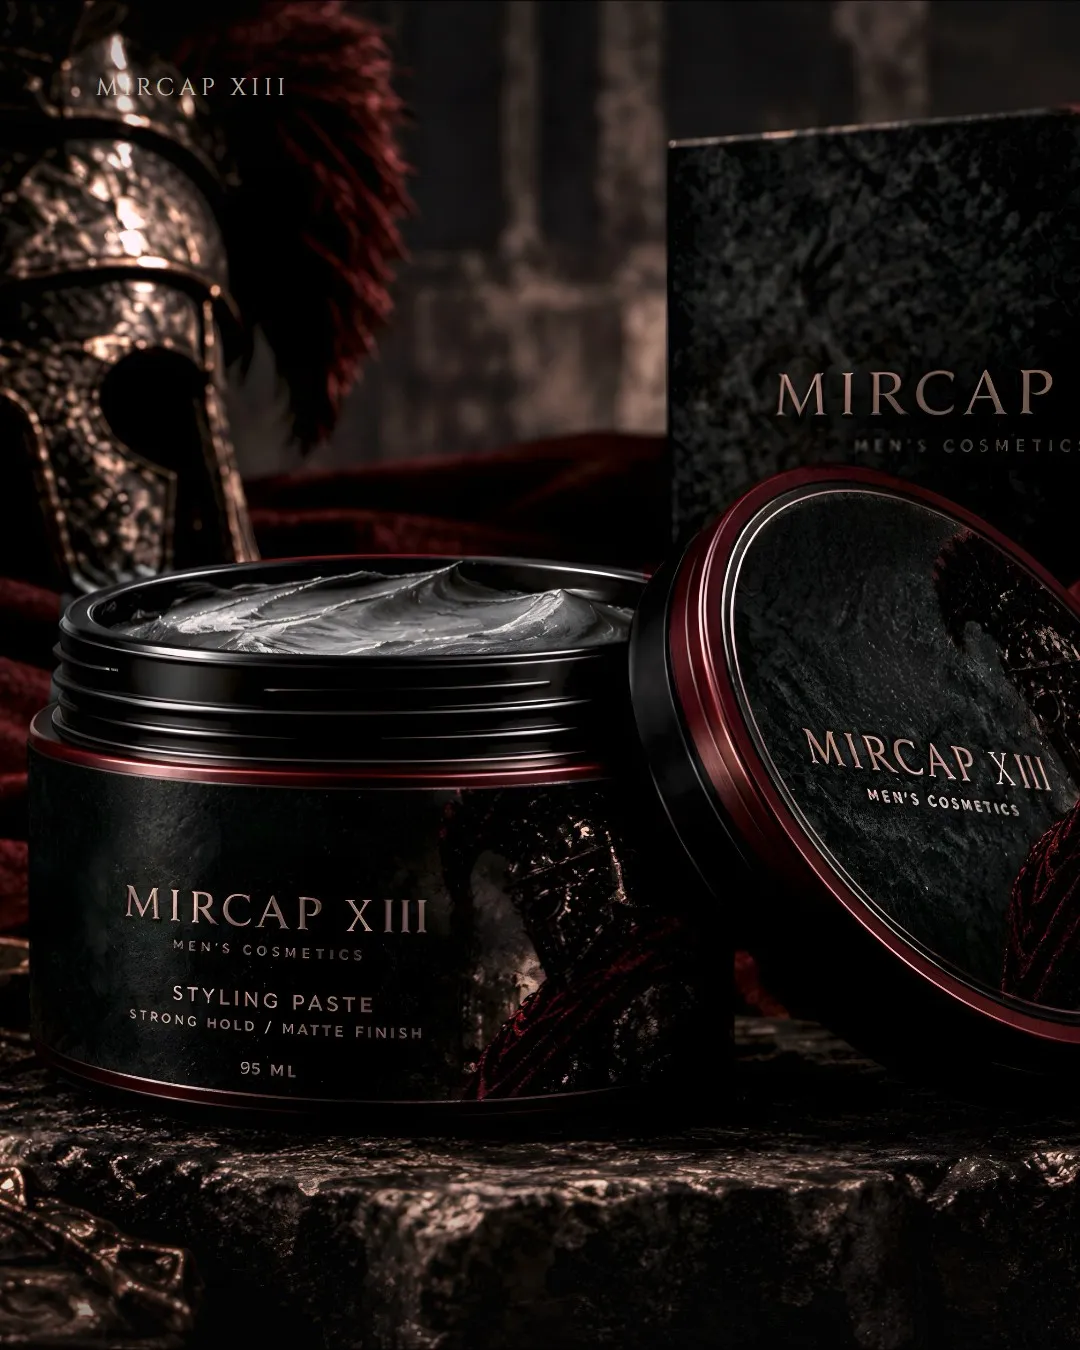 MIRCAP XIII
MIRCAP
MEN'S COSMETICS
MIRCAP XIII
MEN'S COSMETICS
MIRCAP XIII
MEN'S COSMETICS
STYLING PASTE
STRONG HOLD / MATTE FINISH
95 ML